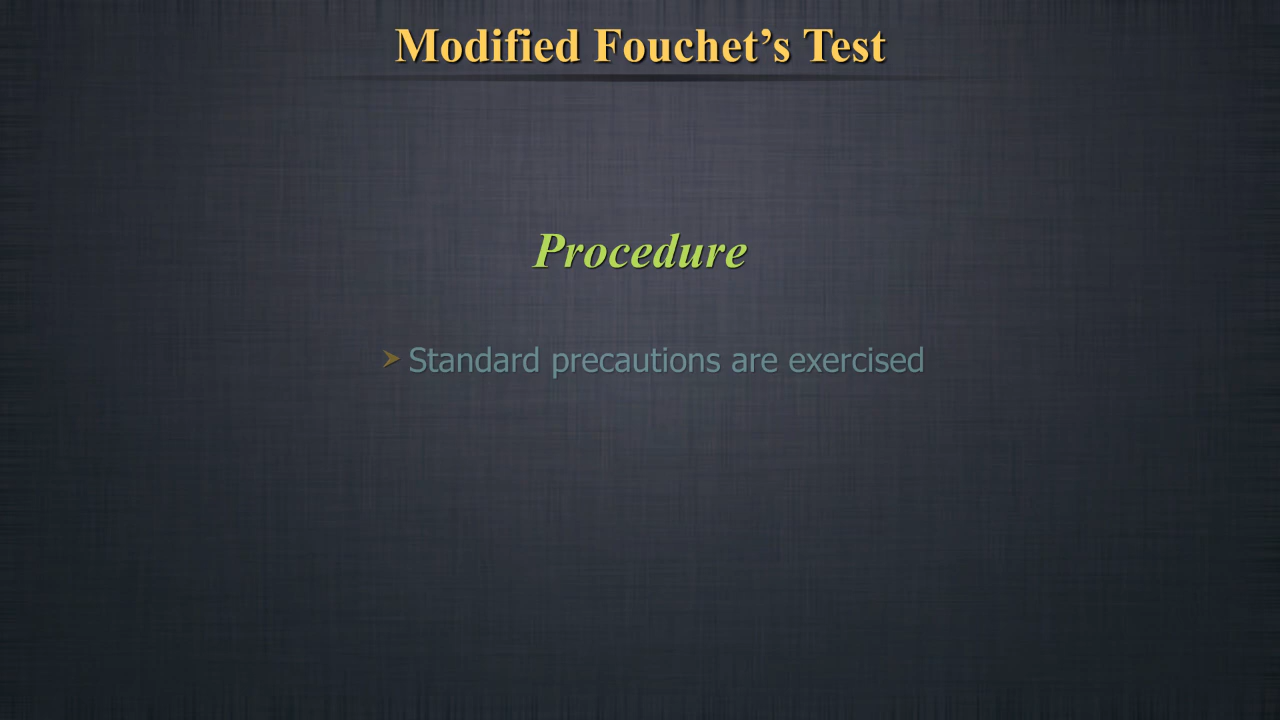 Modified Fouchet’s Test
Procedure
➤ Standard precautions are exercised